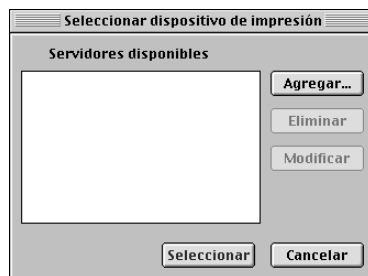 Seleccionar dispositivo de impresión
Servidores disponibles
Agregar...
Eliminar
Modificar
Seleccionar
Cancelar